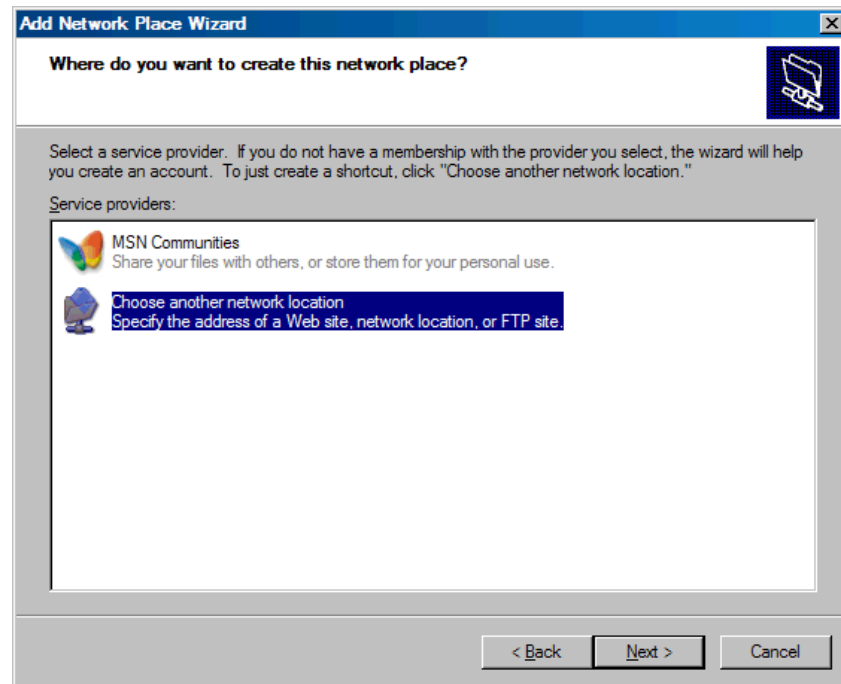 Add Network Place Wizard
Where do you want to create this network place?
Select a service provider.  If you do not have a membership with the provider you select, the wizard will help
you create an account.  To just create a shortcut, click "Choose another network location."
Service providers:
MSN Communities
Share your files with others, or store them for your personal use.
Choose another network location
Specify the address of a Web site, network location, or FTP site.
< Back
Next >
Cancel